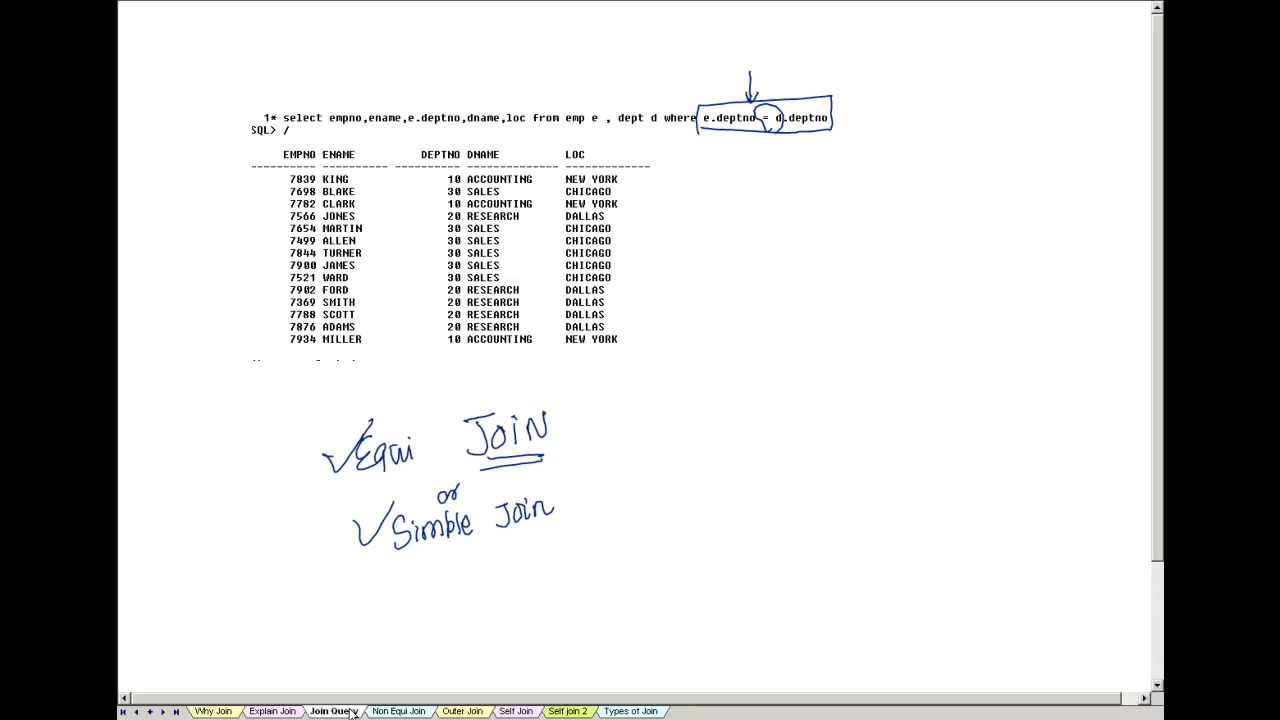 1* select empno,ename,e.deptno,dname,loc from emp e , dept d where e.deptno = d.deptno
SQL> /
EMPNO ENAME DEPTNO DNAME LOC
---------- ---------- ---------- -------------- -------------
7839 KING 10 ACCOUNTING NEW YORK
7698 BLAKE 30 SALES CHICAGO
7782 CLARK 10 ACCOUNTING NEW YORK
7566 JONES 20 RESEARCH DALLAS
7654 MARTIN 30 SALES CHICAGO
7499 ALLEN 30 SALES CHICAGO
7844 TURNER 30 SALES CHICAGO
7900 JAMES 30 SALES CHICAGO
7521 WARD 30 SALES CHICAGO
7902 FORD 20 RESEARCH DALLAS
7369 SMITH 20 RESEARCH DALLAS
7788 SCOTT 20 RESEARCH DALLAS
7876 ADAMS 20 RESEARCH DALLAS
7934 MILLER 10 ACCOUNTING NEW YORK
Equi JOIN
or
Simple Join
Why Join Explain Join Join Query Non Equi Join Outer Join Self Join Self join 2 Types of Join